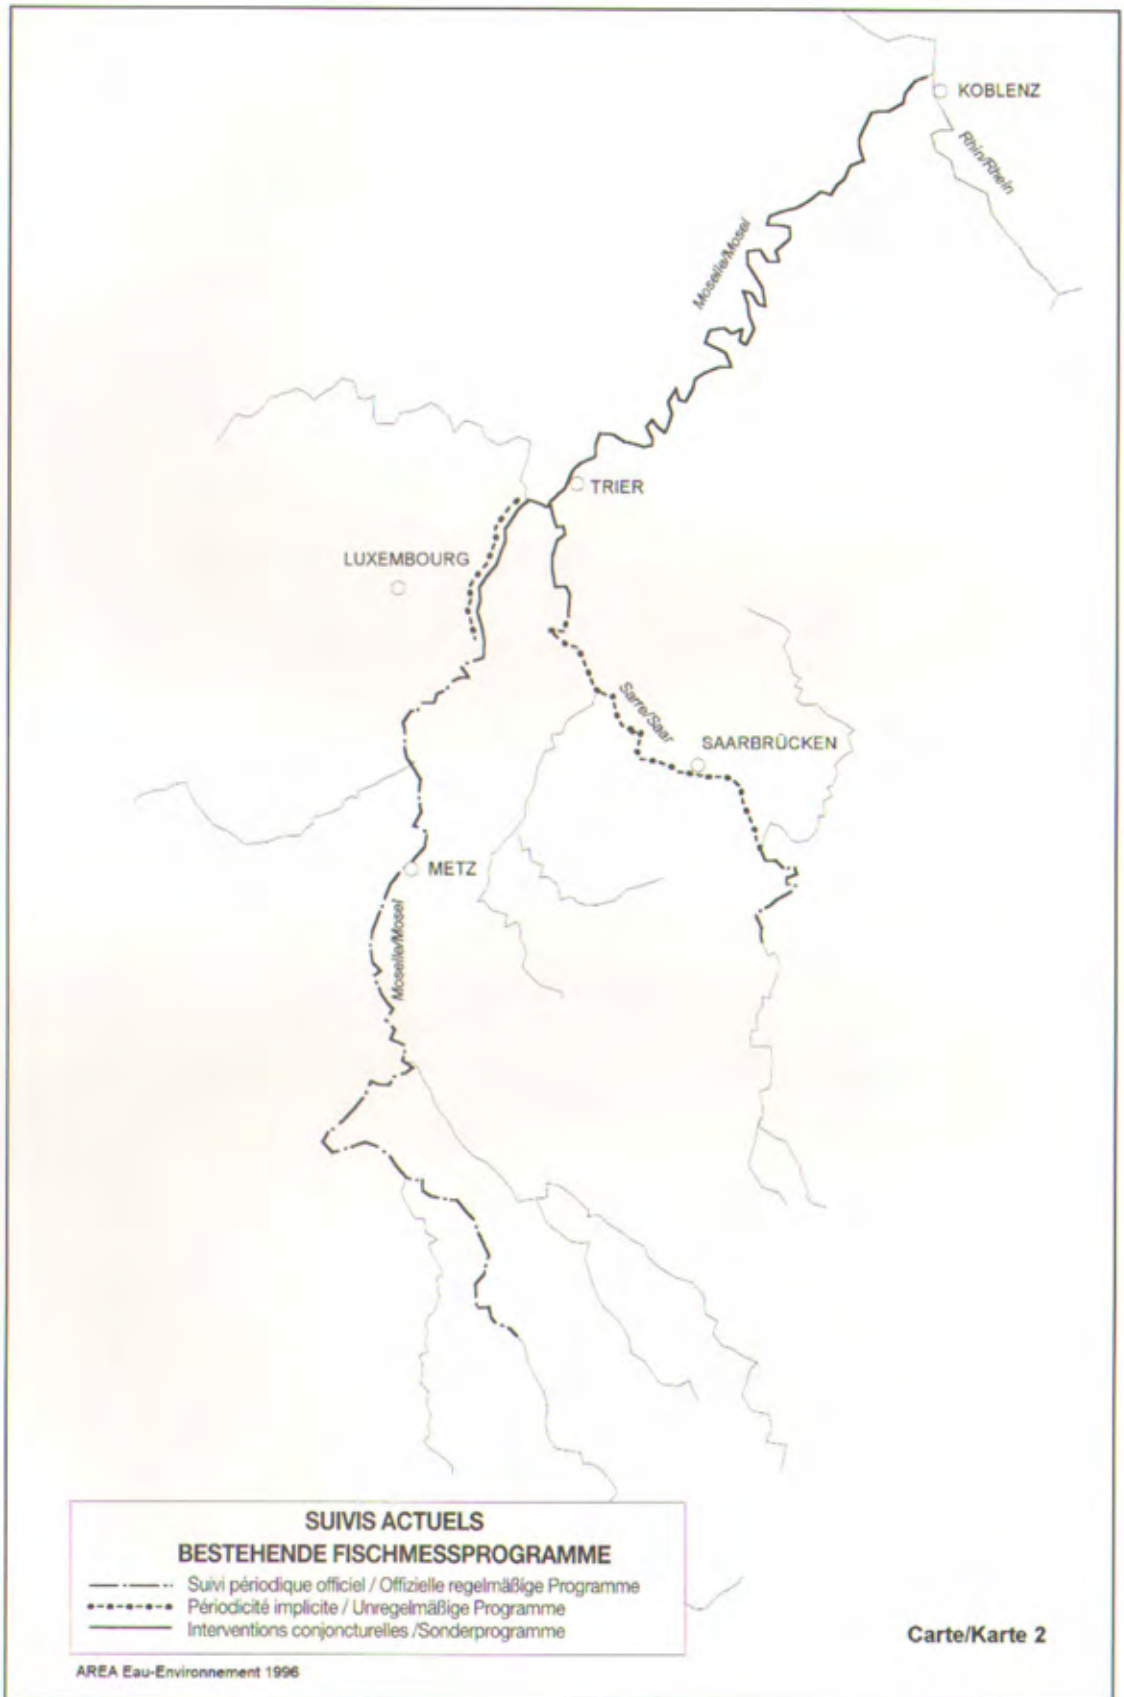 KOBLENZ
Rhin/Rhein
Moselle/Mosel
TRIER
LUXEMBOURG
Sarre/Saar
SAARBRÜCKEN
METZ
Moselle/Mosel
SUIVIS ACTUELS
BESTEHENDE FISCHMESSPROGRAMME
Suivi périodique officiel / Offizielle regelmäßige Programme
Périodicité implicite / Unregelmäßige Programme
Interventions conjoncturelles /Sonderprogramme
Carte/Karte 2
AREA Eau-Environnement 1996